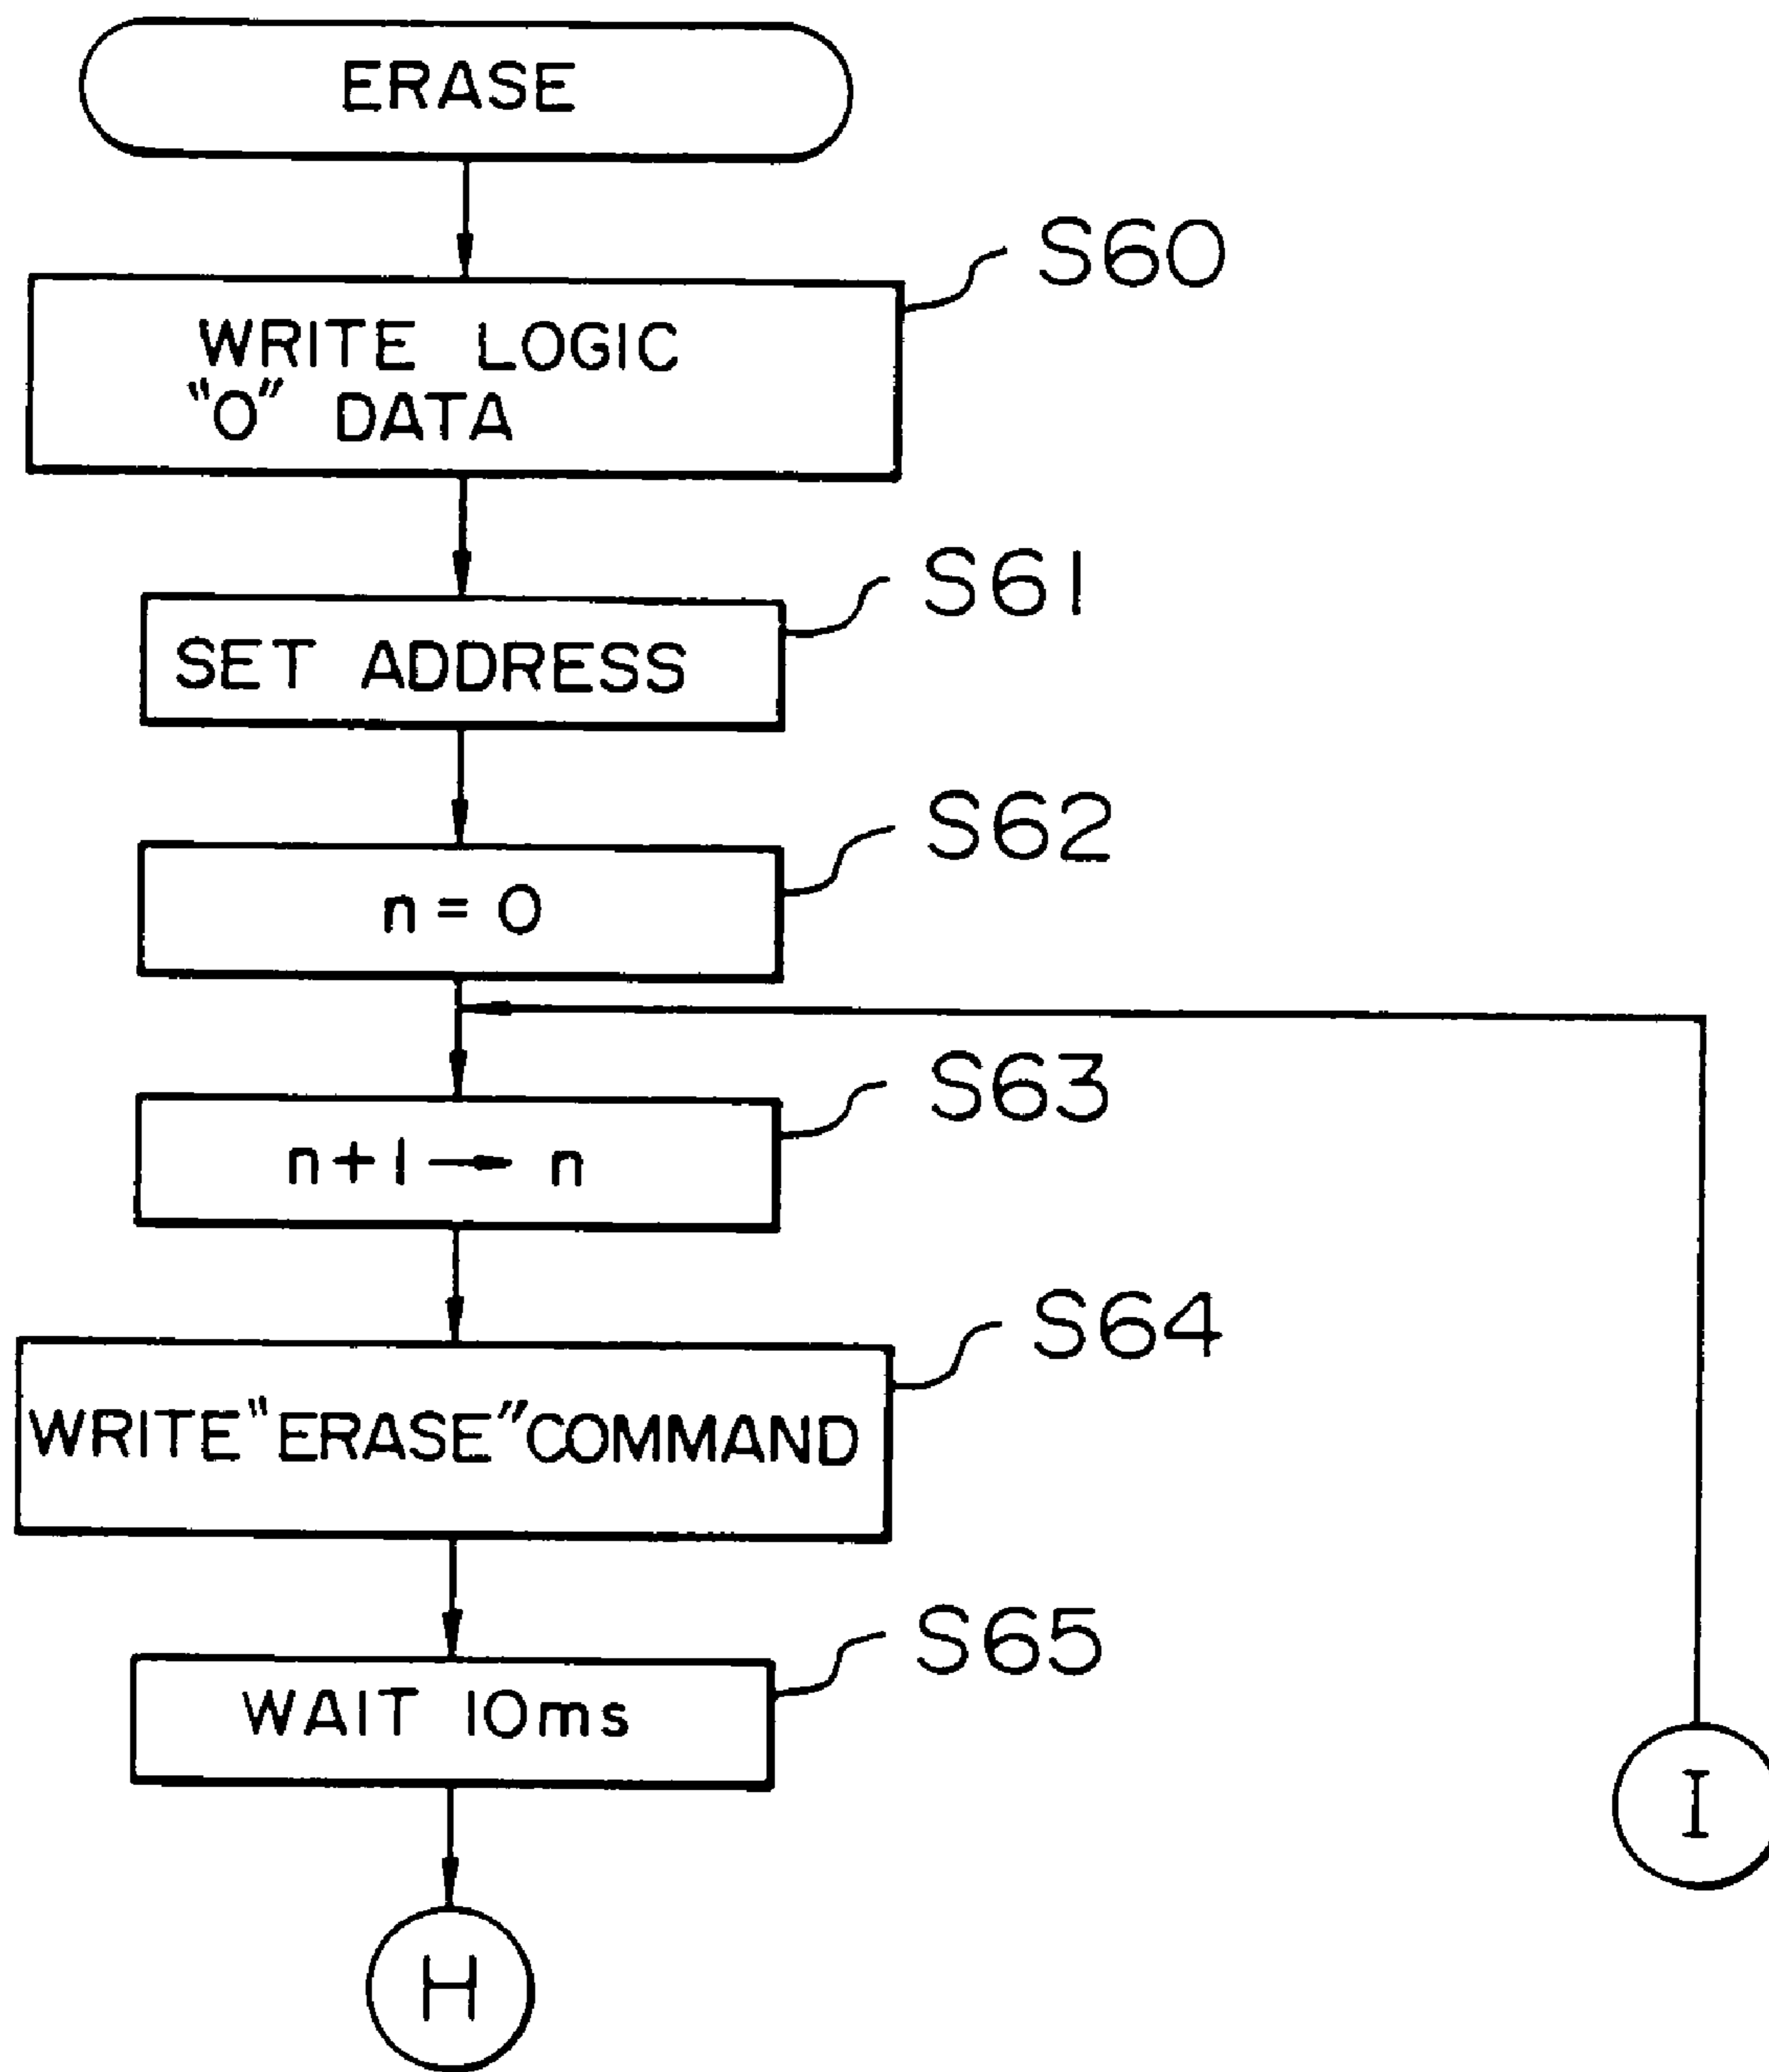 ERASE
S60
WRITE LOGIC
"0" DATA
S61
SET ADDRESS
S62
n = 0
S63
n+1 → n
S64
WRITE "ERASE" COMMAND
S65
WAIT 10ms
I
H